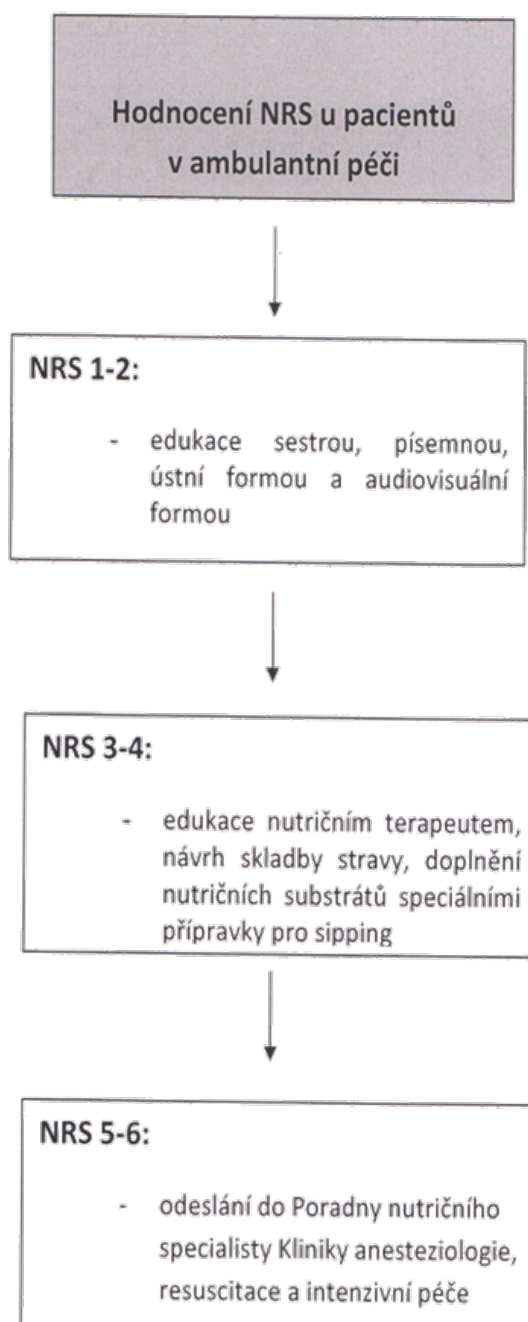 Hodnocení NRS u pacientů
v ambulantní péči
NRS 1-2:
- edukace sestrou, písemnou,
ústní formou a audiovisuální
formou
NRS 3-4:
- edukace nutričním terapeutem,
návrh skladby stravy, doplnění
nutričních substrátů speciálními
přípravky pro sipping
NRS 5-6:
- odeslání do Poradny nutričního
specialisty Kliniky anesteziologie,
resuscitace a intenzivní péče